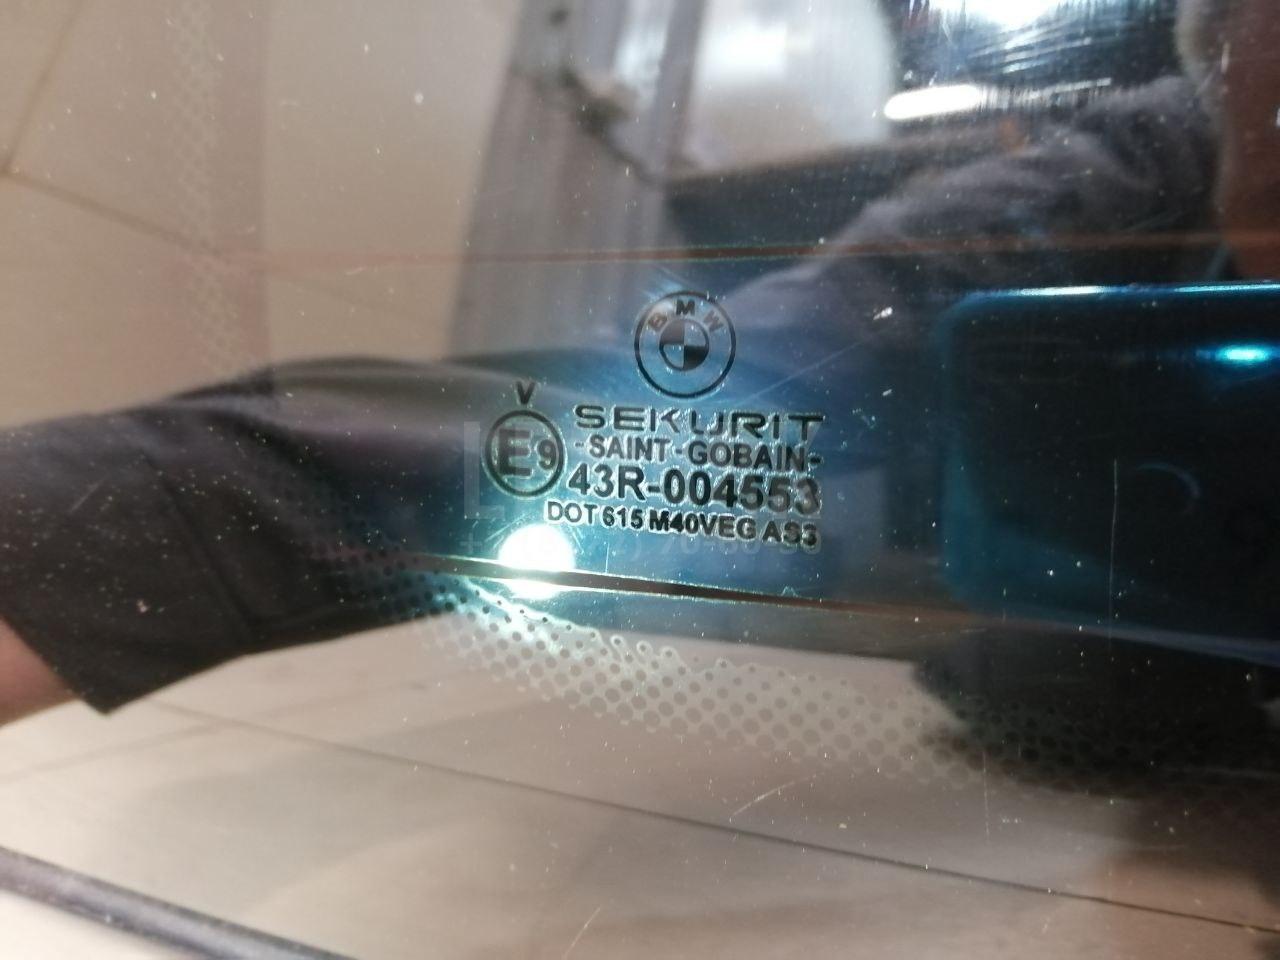 BMW
V
SEKURIT
E9
-SAINT-GOBAIN-
43R-004553
DOT 615 M40VEG AS3